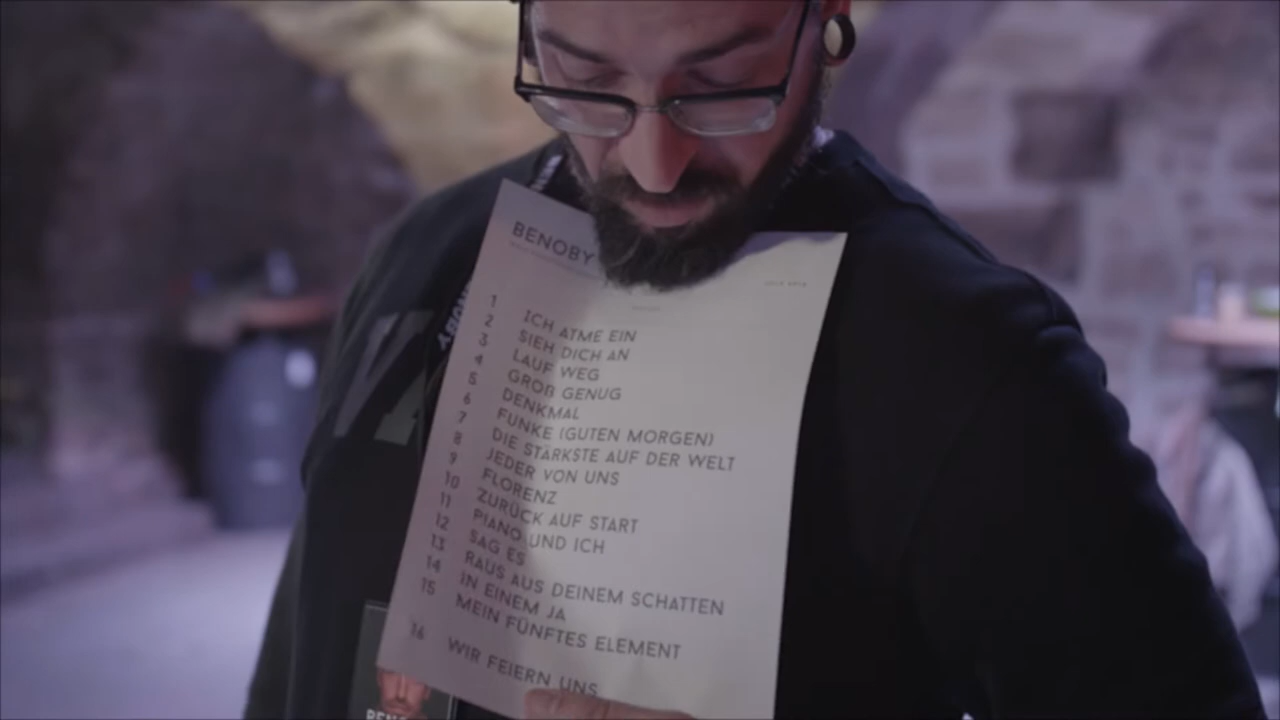 BENOBY
1 ICH ATME EIN
2 SIEH DICH AN
3 LAUF WEG
4 GROß GENUG
5 DENKMAL
6 FUNKE (GUTEN MORGEN)
7 DIE STÄRKSTE AUF DER WELT
8 JEDER VON UNS
9 FLORENZ
10 ZURÜCK AUF START
11 PIANO UND ICH
12 SAG ES
13 RAUS AUS DEINEM SCHATTEN
14 IN EINEM JA
15 MEIN FÜNFTES ELEMENT
16 WIR FEIERN UNS